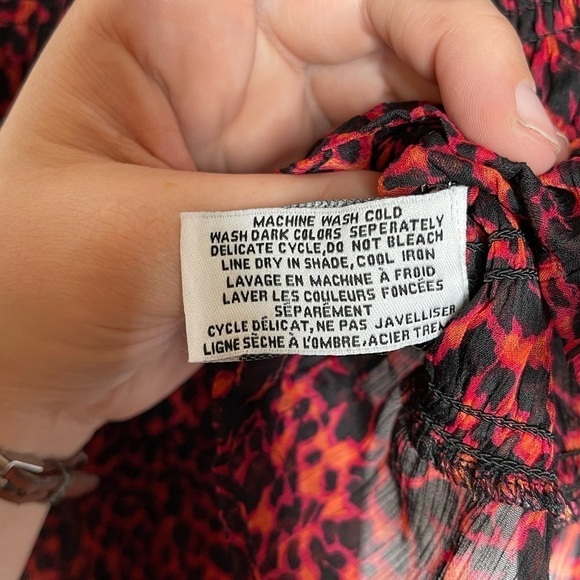 MACHINE WASH COLD
WASH DARK COLORS SEPERATELY
DELICATE CYCLE,DO NOT BLEACH
LINE DRY IN SHADE, COOL IRON
LAVAGE EN MACHINE À FROID
LAVER LES COULEURS FONCÉES
SÉPARÉMENT
CYCLE DÉLICAT, NE PAS JAVELLISER
LIGNE SÈCHE À L'OMBRE, ACIER TREM